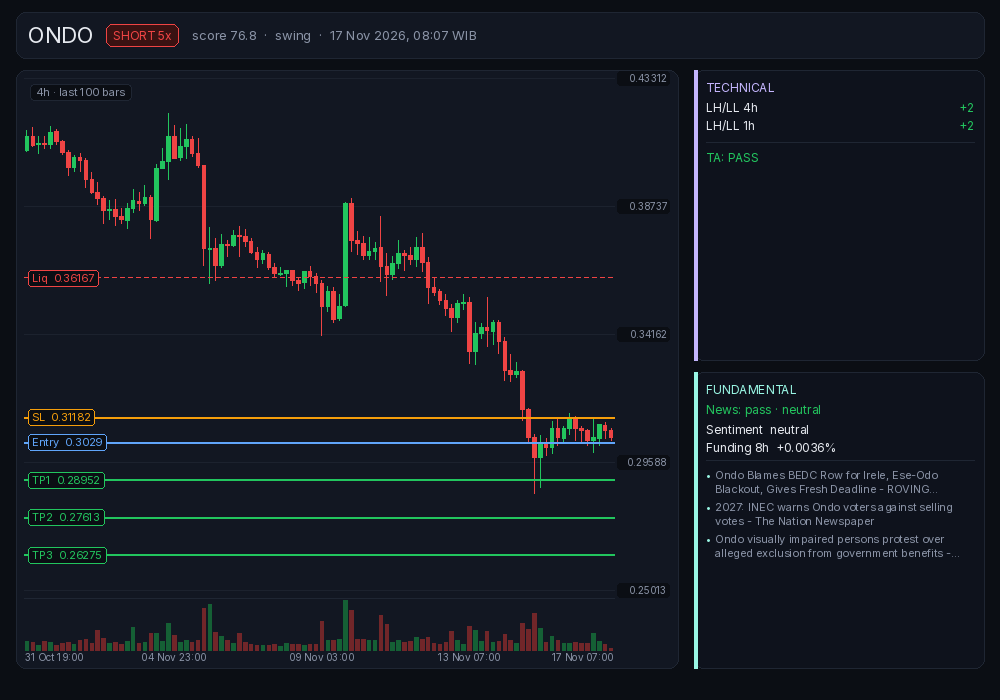 ONDO SHORT 5x score 76.8 · swing · 17 Nov 2026, 08:07 WIB
4h · last 100 bars
0.43312
0.38737
Liq 0.36167
0.34162
SL 0.31182
Entry 0.3029
0.29588
TP1 0.28952
TP2 0.27613
TP3 0.26275
0.25013
31 Oct 19:00 04 Nov 23:00 09 Nov 03:00 13 Nov 07:00 17 Nov 07:00
TECHNICAL
LH/LL 4h +2
LH/LL 1h +2
TA: PASS
FUNDAMENTAL
News: pass · neutral
Sentiment neutral
Funding 8h +0.0036%
• Ondo Blames BEDC Row for Irele, Ese-Odo
Blackout, Gives Fresh Deadline - ROVING...
• 2027: INEC warns Ondo voters against selling
votes - The Nation Newspaper
• Ondo visually impaired persons protest over
alleged exclusion from government benefits -...